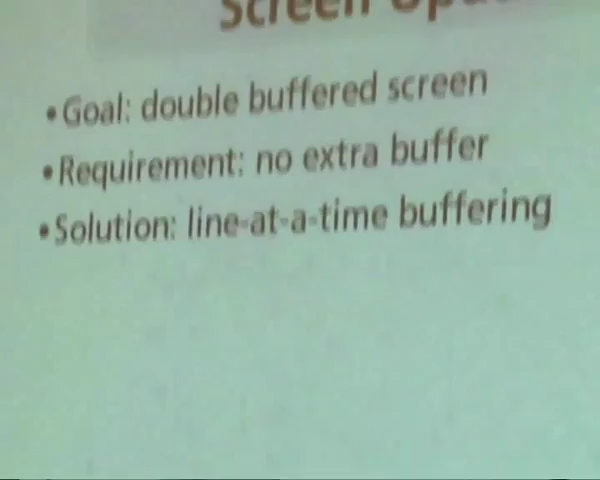 Screen
•Goal: double buffered screen
•Requirement: no extra buffer
•Solution: line-at-a-time buffering